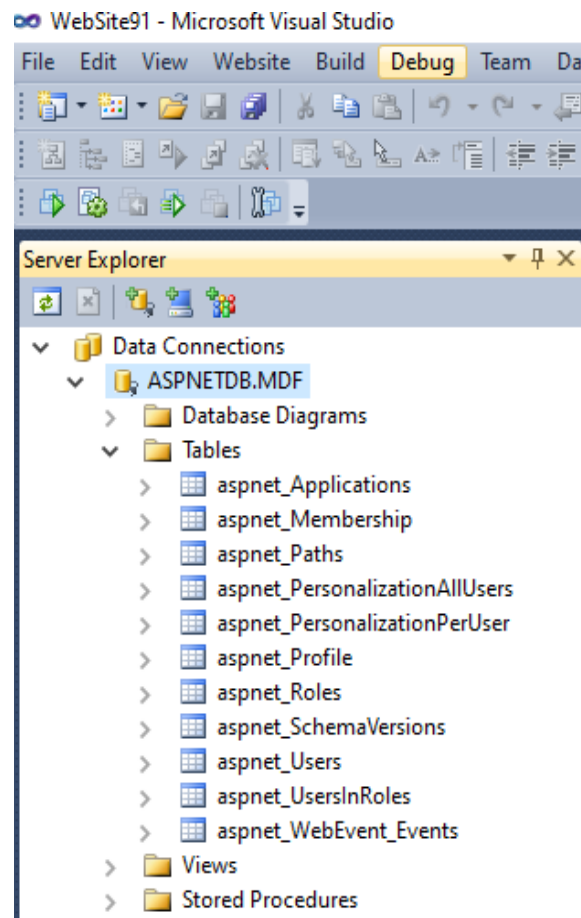 WebSite91 - Microsoft Visual Studio
File Edit View Website Build Debug Team Da
Server Explorer
Data Connections
ASPNETDB.MDF
Database Diagrams
Tables
aspnet_Applications
aspnet_Membership
aspnet_Paths
aspnet_PersonalizationAllUsers
aspnet_PersonalizationPerUser
aspnet_Profile
aspnet_Roles
aspnet_SchemaVersions
aspnet_Users
aspnet_UsersInRoles
aspnet_WebEvent_Events
Views
Stored Procedures